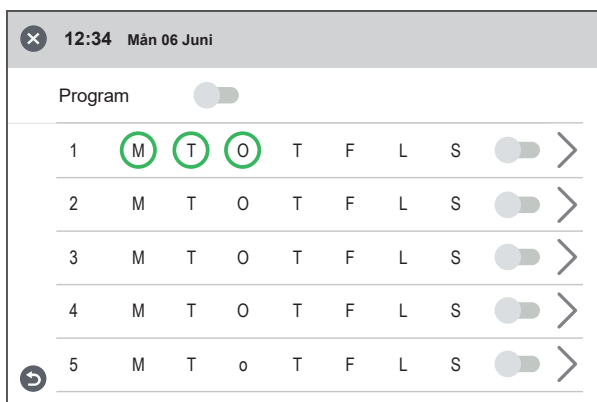 12:34 Mån 06 Juni
Program
1 M T O T F L S
2 M T O T F L S
3 M T O T F L S
4 M T O T F L S
5 M T o T F L S